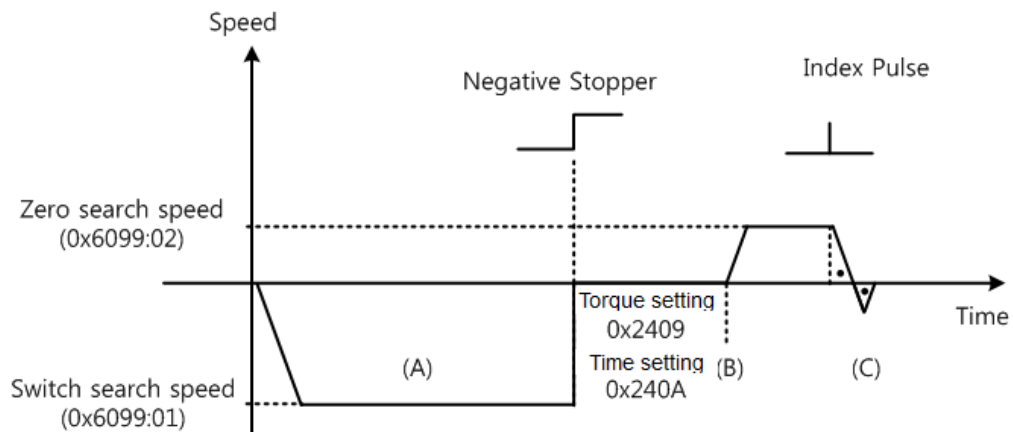 Speed
Negative Stopper
Index Pulse
Zero search speed
(0x6099:02)
Torque setting
0x2409
Time
Time setting
0x240A
(A)
(B)
(C)
Switch search speed
(0x6099:01)